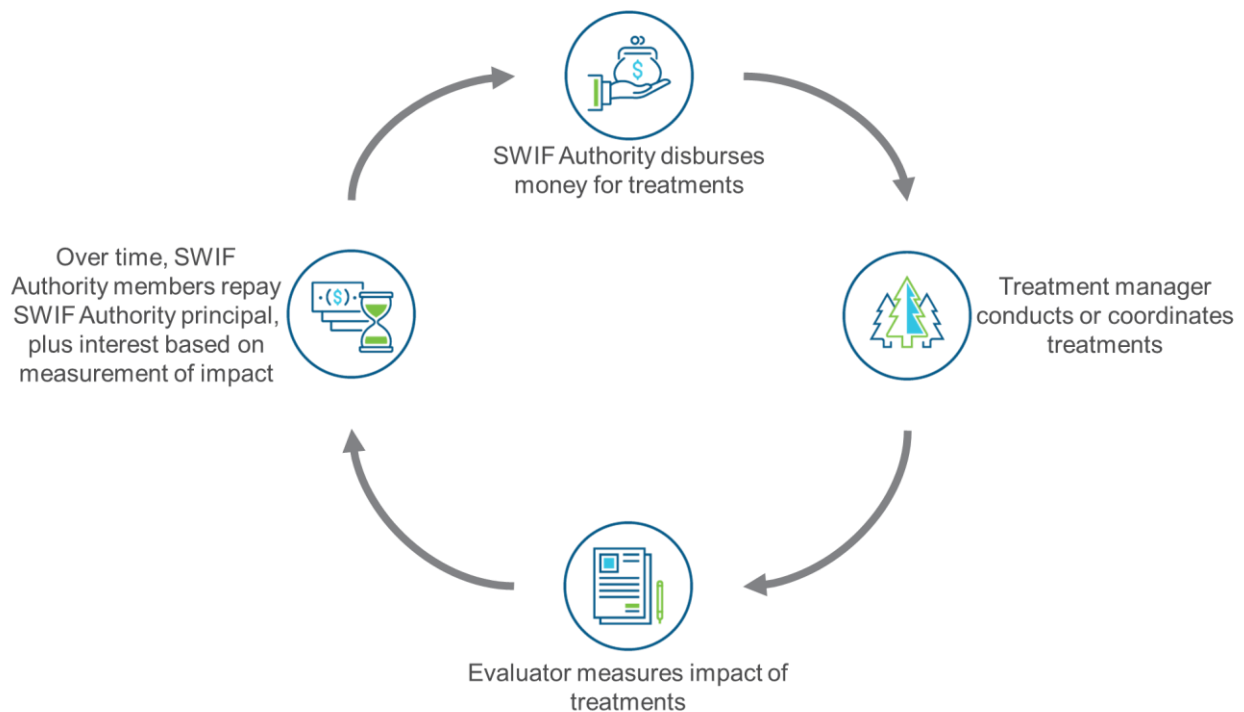 $
SWIF Authority disburses
money for treatments
Treatment manager
conducts or coordinates
treatments
Evaluator measures impact of
treatments
Over time, SWIF
Authority members repay
SWIF Authority principal,
plus interest based on
measurement of impact
($)